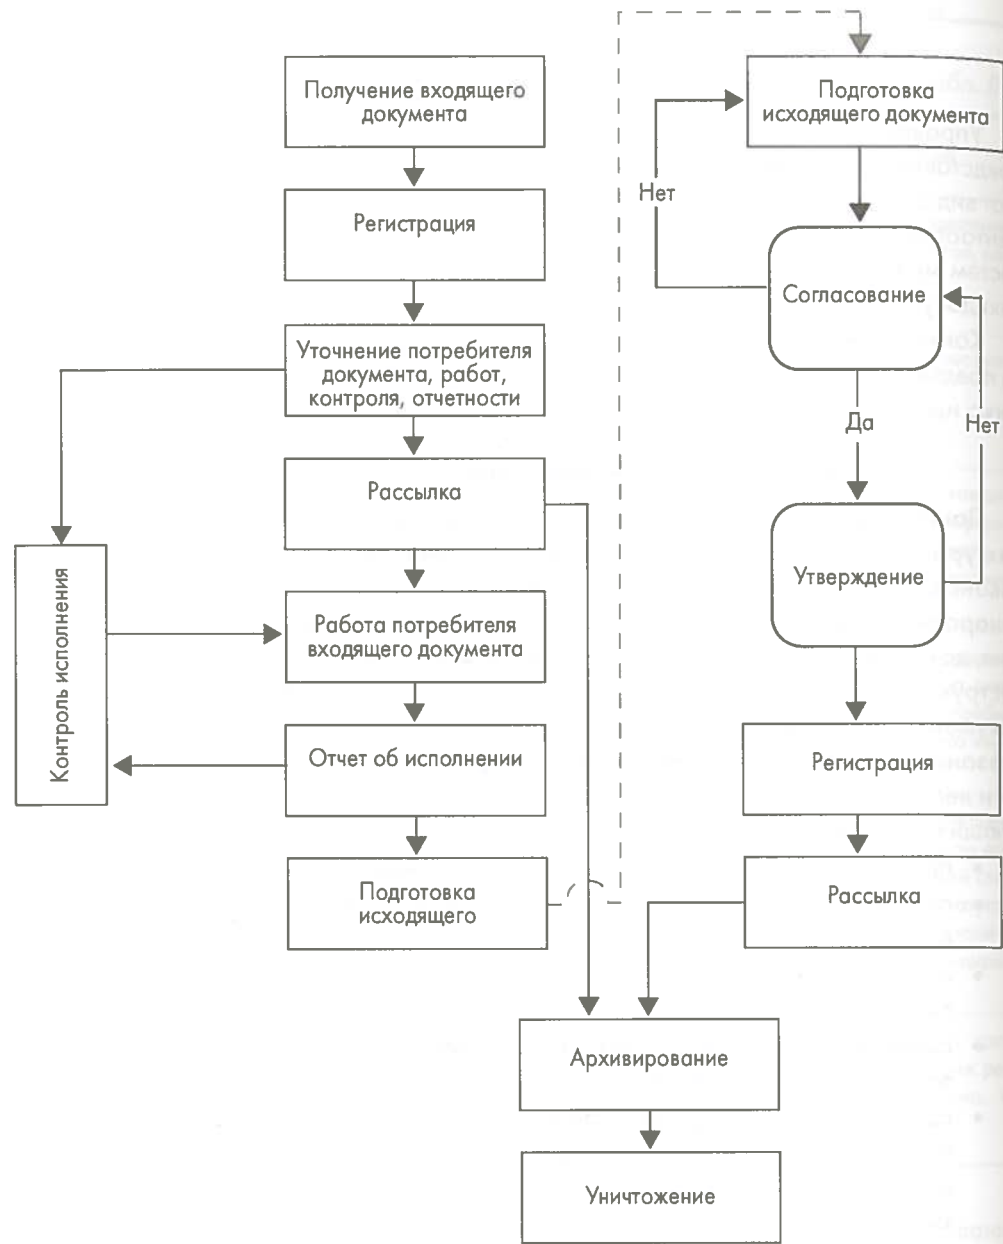 Получение входящего
документа
Регистрация
Уточнение потребителя
документа, работ,
контроля, отчетности
Рассылка
Контроль исполнения
Работа потребителя
входящего документа
Отчет об исполнении
Подготовка
исходящего
Подготовка
исходящего документа
Нет
Согласование
Да
Нет
Утверждение
Регистрация
Рассылка
Архивирование
Уничтожение